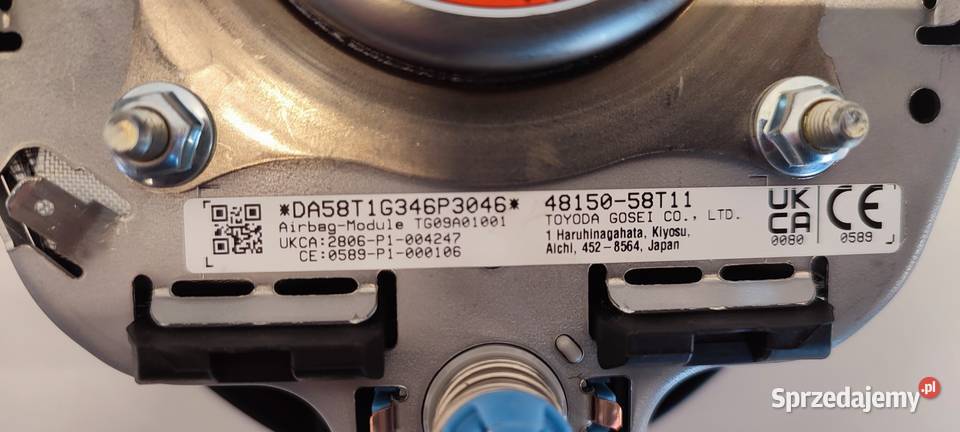 *DA58T1G346P3046*
Airbag-Module TG09A01001
UKCA:2806-P1-004247
CE:0589-P1-000106
48150-58T11
TOYODA GOSEI CO., LTD.
1 Haruhinagahata, Kiyosu,
Aichi, 452-8564, Japan
UK
CA
0080
CE
0589
Sprzedajemy.pl